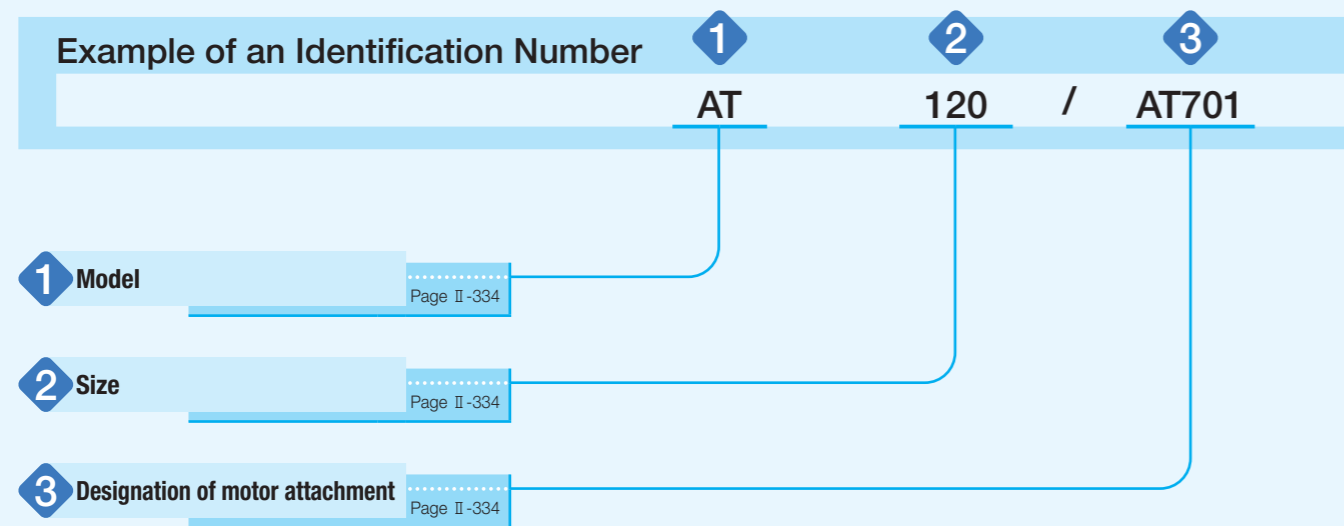 Example of an Identification Number 1 2 3
AT 120 / AT701
1 Model
Page Ⅱ-334
2 Size
Page Ⅱ-334
3 Designation of motor attachment
Page Ⅱ-334